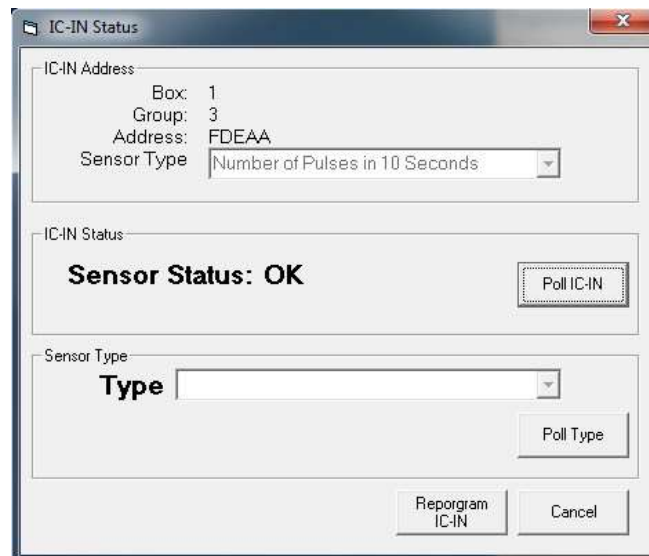 IC-IN Status
IC-IN Address
Box: 1
Group: 3
Address: FDEAA
Sensor Type Number of Pulses in 10 Seconds
IC-IN Status
Sensor Status: OK
Poll IC-IN
Sensor Type
Type
Poll Type
Reporgram
IC-IN
Cancel